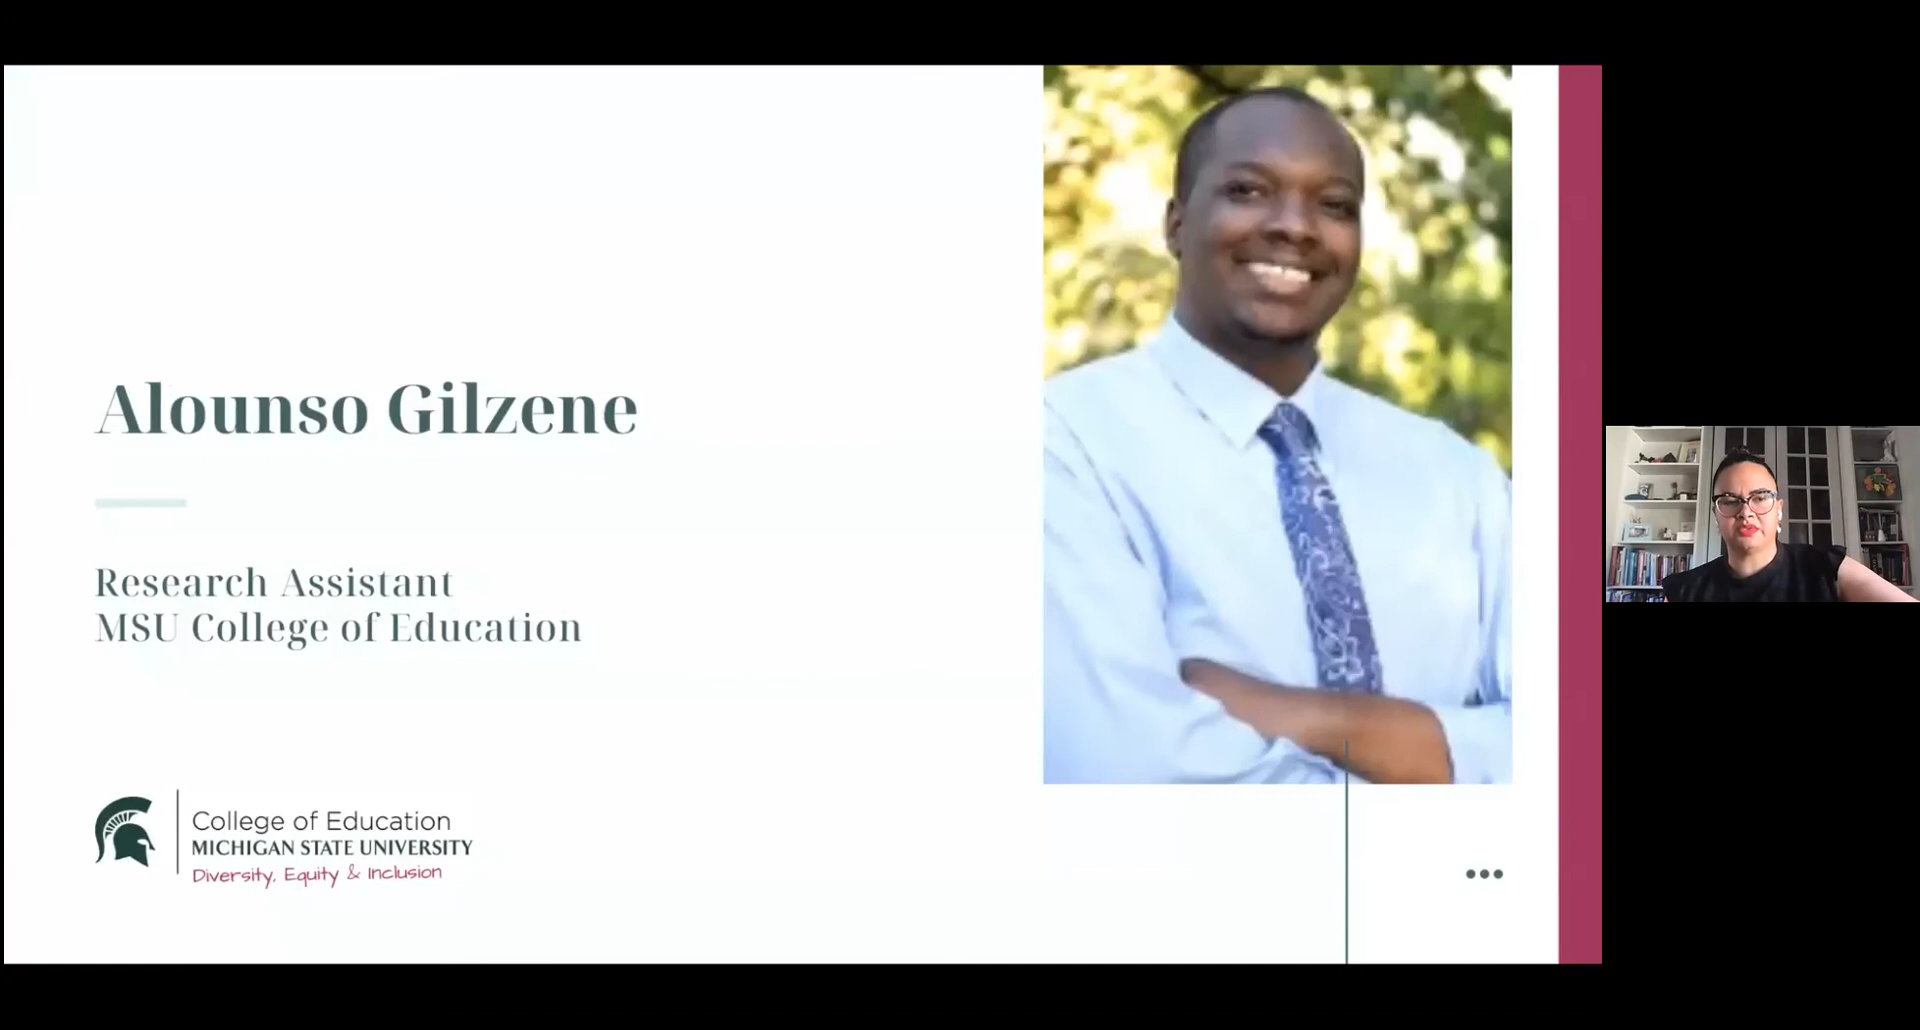 Alounso Gilzene
Research Assistant
MSU College of Education
College of Education
MICHIGAN STATE UNIVERSITY
Diversity, Equity & Inclusion